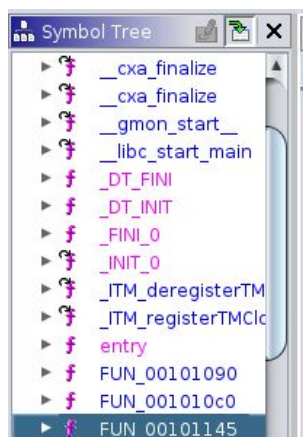 Symbol Tree
__cxa_finalize
__cxa_finalize
__gmon_start__
__libc_start_main
_DT_FINI
_DT_INIT
_FINI_0
_INIT_0
_ITM_deregisterTM
_ITM_registerTMClo
entry
FUN_00101090
FUN_001010c0
FUN_00101145